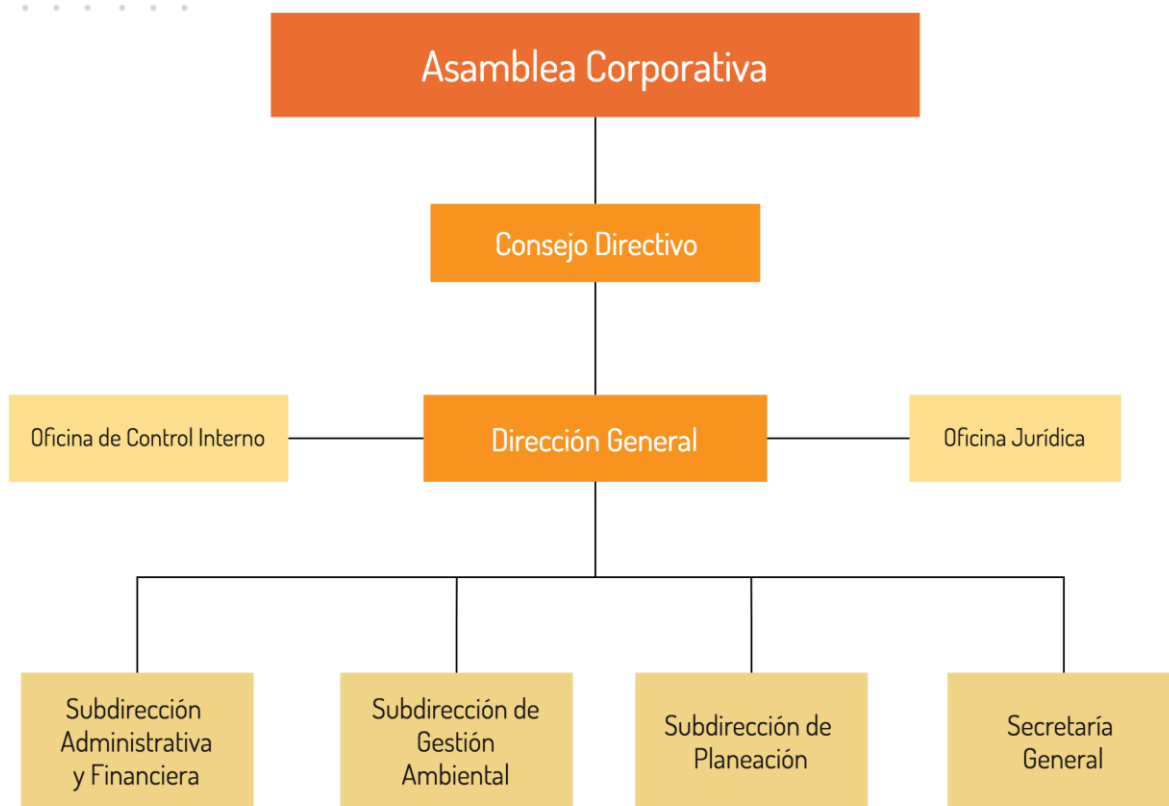 Asamblea Corporativa
Consejo Directivo
Oficina de Control Interno
Dirección General
Oficina Jurídica
Subdirección
Administrativa
y Financiera
Subdirección de
Gestión
Ambiental
Subdirección de
Planeación
Secretaría
General